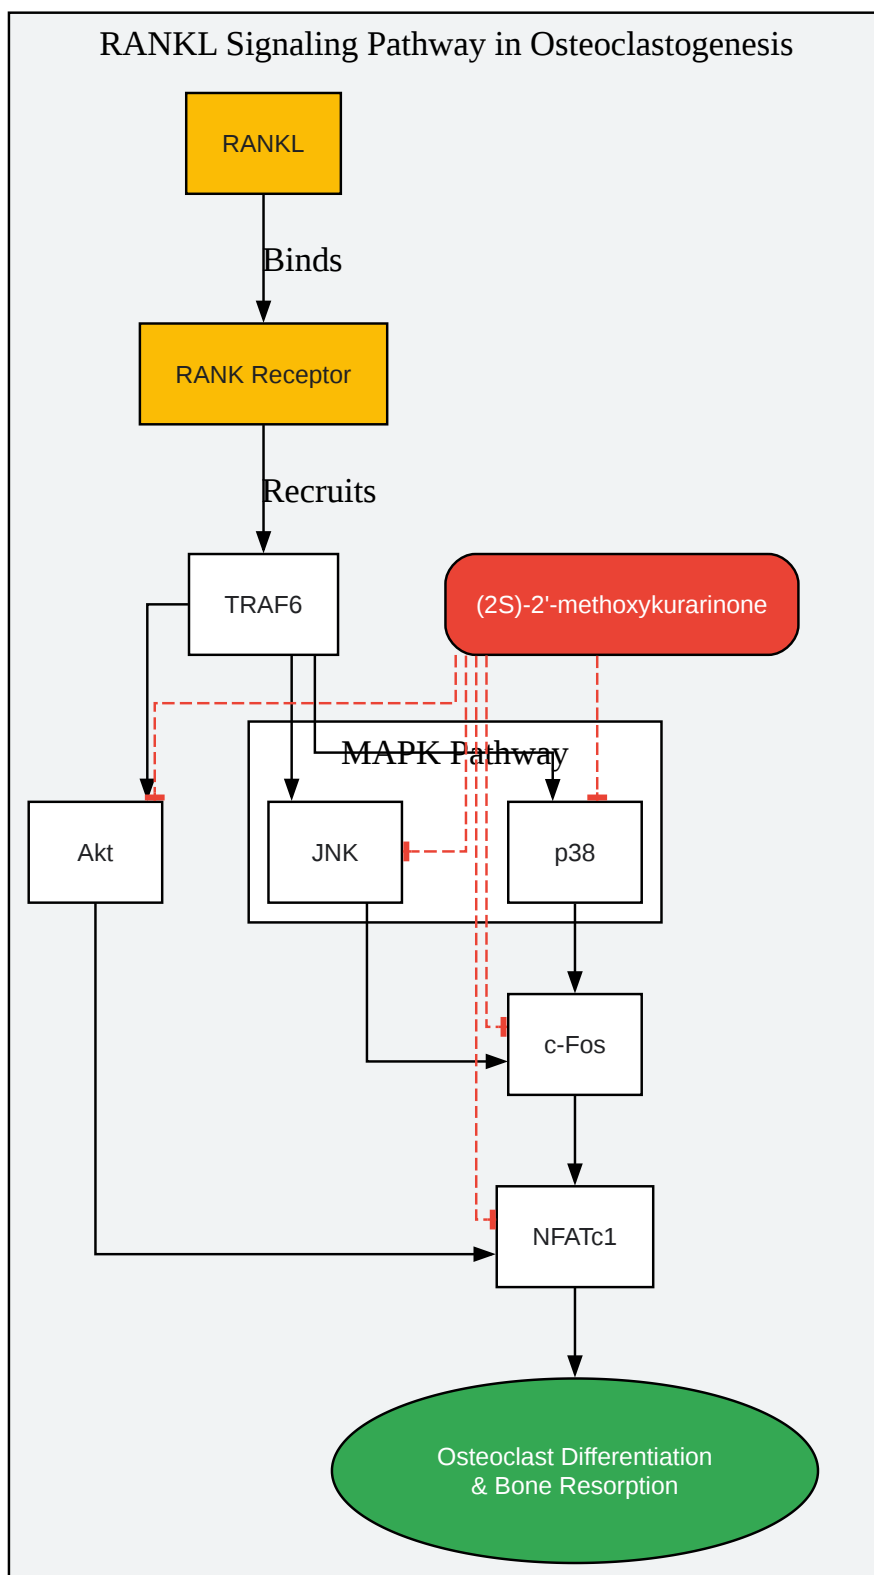 RANKL Signaling Pathway in Osteoclastogenesis
RANKL
Binds
RANK Receptor
Recruits
TRAF6
(2S)-2'-methoxykurarinone
MAPK Pathway
Akt
JNK
p38
c-Fos
NFATc1
Osteoclast Differentiation
& Bone Resorption